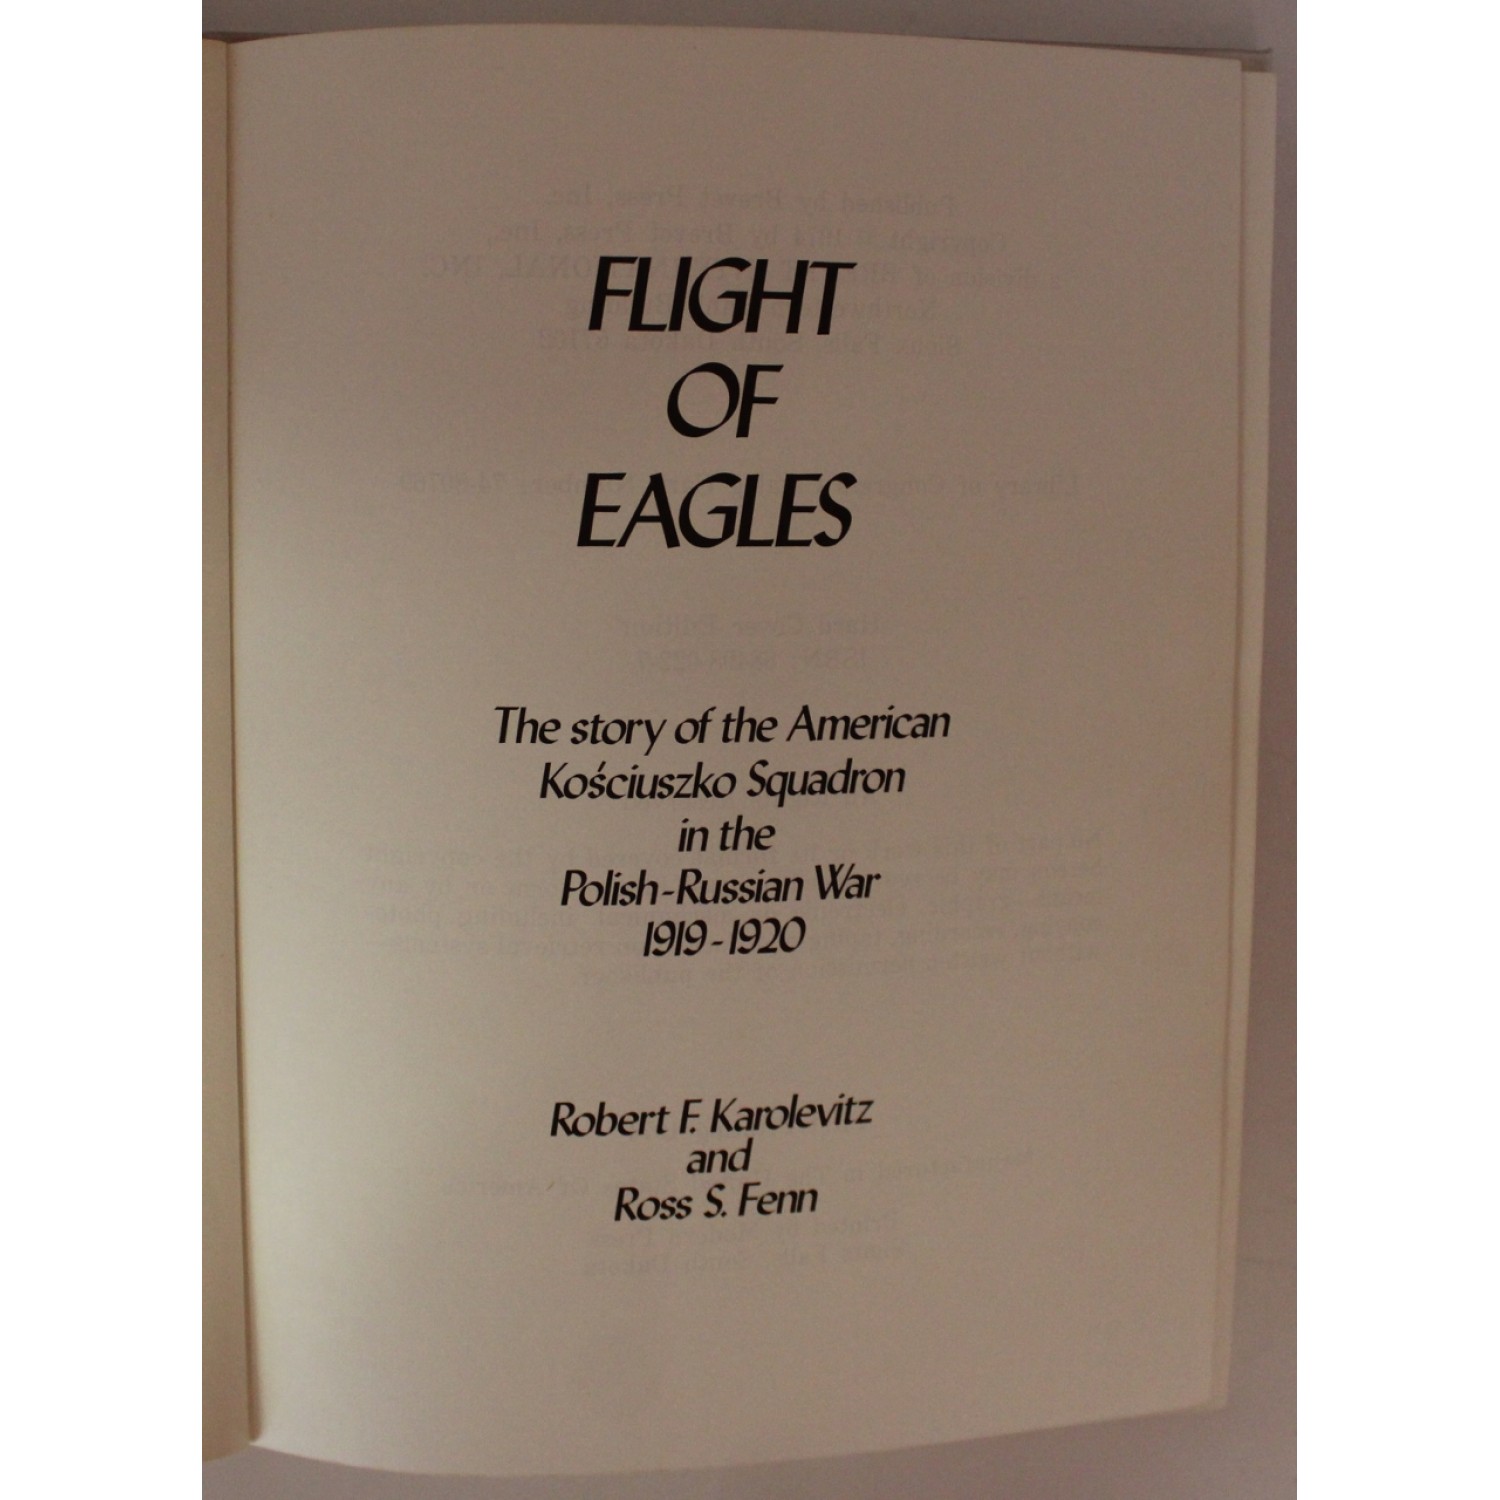 FLIGHT
OF
EAGLES
The story of the American
Kościuszko Squadron
in the
Polish-Russian War
1919-1920
Robert F. Karolevitz
and
Ross S. Fenn